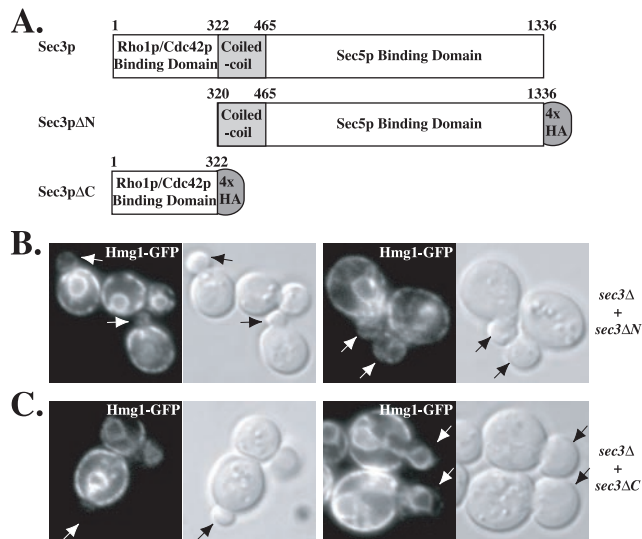 A.
1 322 465 1336
Sec3p
Rho1p/Cdc42p
Binding Domain
Coiled
-coil
Sec5p Binding Domain
320 465 1336
Sec3pΔN
Coiled
-coil
Sec5p Binding Domain
4x
HA
1 322
Sec3pΔC
Rho1p/Cdc42p
Binding Domain
4x
HA
B.
Hmg1-GFP
Hmg1-GFP
sec3Δ
+
sec3ΔN
C.
Hmg1-GFP
Hmg1-GFP
sec3Δ
+
sec3ΔC